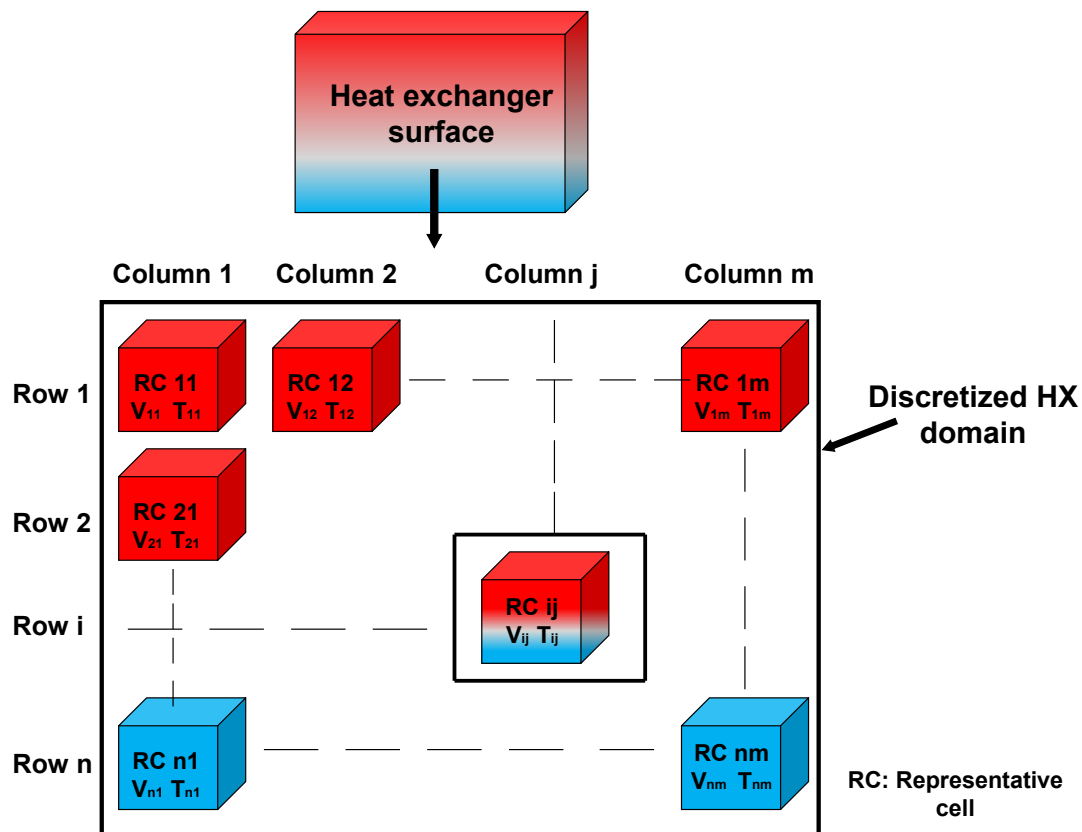 Heat exchanger
surface
Column 1
Column 2
Column j
Column m
Row 1
RC 11
V₁₁ T₁₁
RC 12
V₁₂ T₁₂
RC 1m
V₁ₘ T₁ₘ
Discretized HX
domain
Row 2
RC 21
V₂₁ T₂₁
Row i
RC ij
Vij Tij
Row n
RC n1
Vn1 Tn1
RC nm
Vnm Tnm
RC: Representative
cell